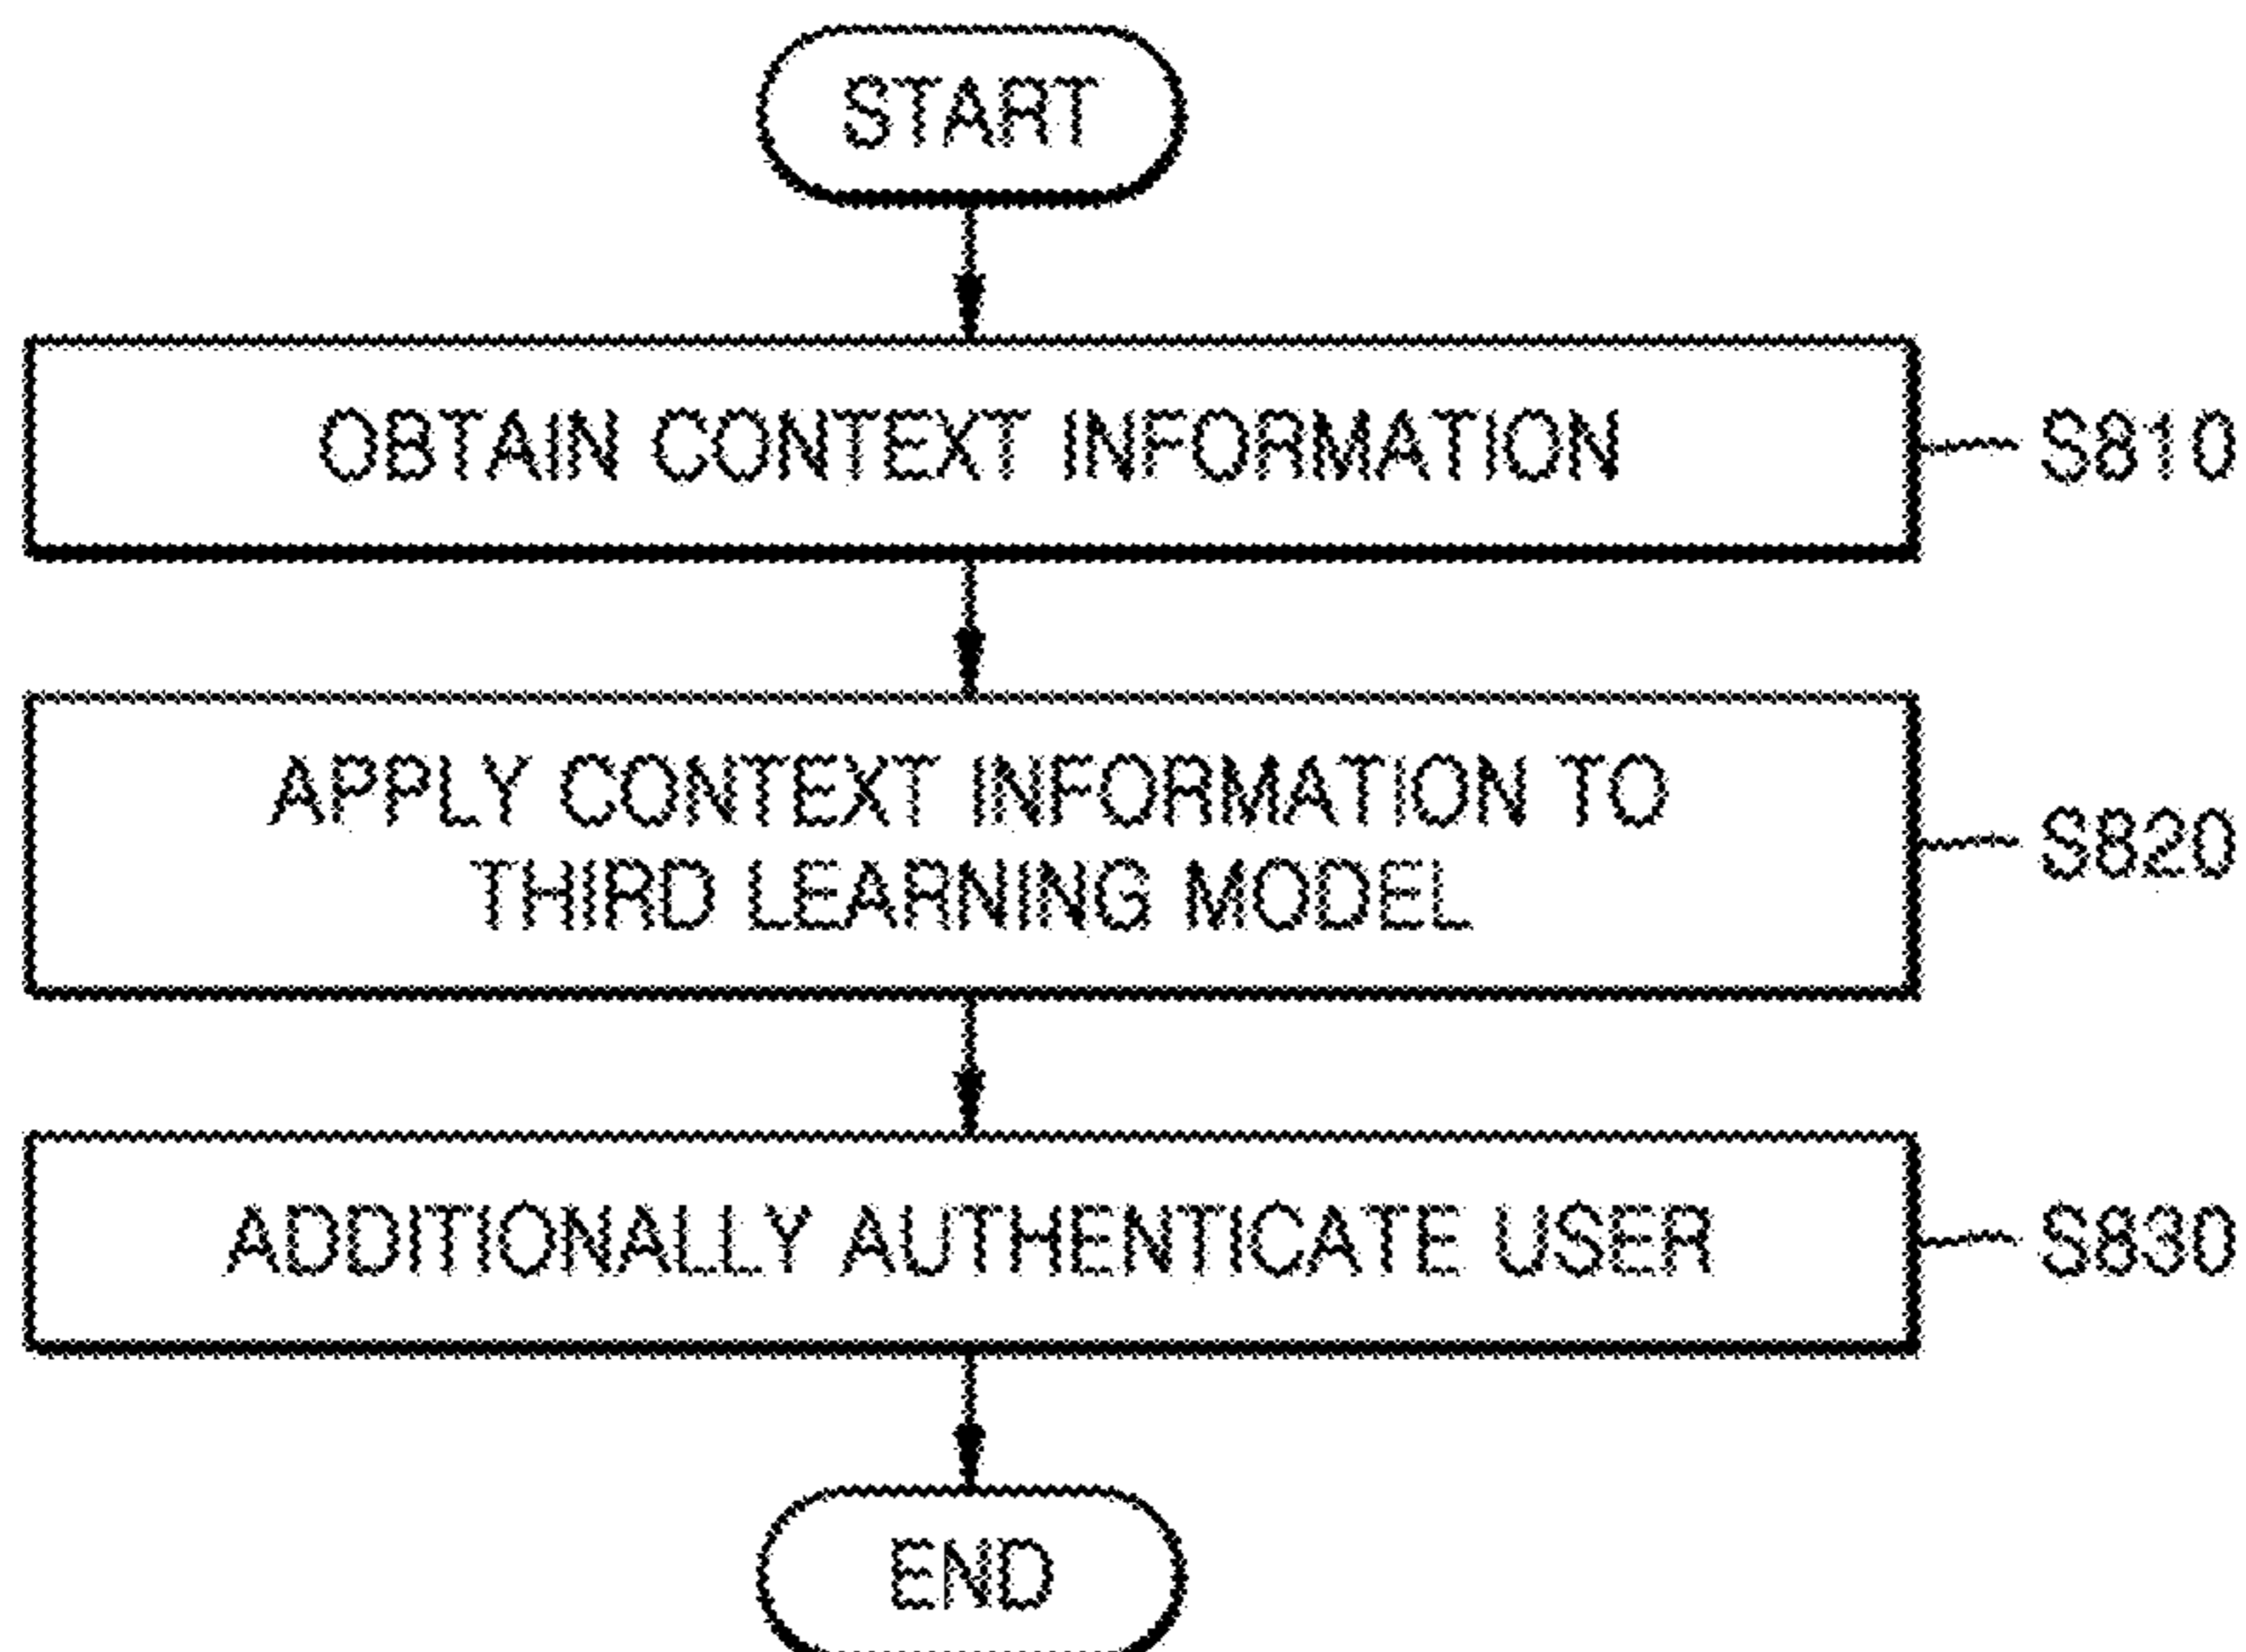 START
OBTAIN CONTEXT INFORMATION
S810
APPLY CONTEXT INFORMATION TO
THIRD LEARNING MODEL
S820
ADDITIONALLY AUTHENTICATE USER
S830
END